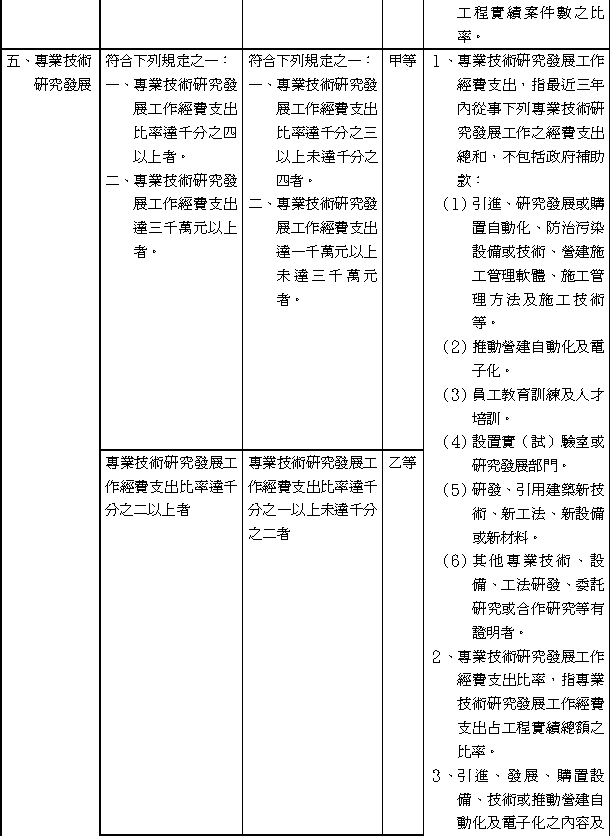 工程實績案件數之比
率。
五、專業技術
研究發展
符合下列規定之一：
一、專業技術研究發
展工作經費支出
比率達千分之四
以上者。
二、專業技術研究發
展工作經費支出
達三千萬元以上
者。
符合下列規定之一：
一、專業技術研究發
展工作經費支出
比率達千分之三
以上未達千分之
四者。
二、專業技術研究發
展工作經費支出
達一千萬元以上
未達三千萬元
者。
甲等
專業技術研究發展工
作經費支出比率達千
分之二以上者
專業技術研究發展工
作經費支出比率達千
分之一以上未達千分
之二者
乙等
1、專業技術研究發展工作
經費支出，指最近三年
內從事下列專業技術研
究發展工作之經費支出
總和，不包括政府補助
款：
(1)引進、研究發展或購
置自動化、防治污染
設備或技術、營建施
工管理軟體、施工管
理方法及施工技術
等。
(2)推動營建自動化及電
子化。
(3)員工教育訓練及人才
培訓。
(4)設置實（試）驗室或
研究發展部門。
(5)研發、引用建築新技
術、新工法、新設備
或新材料。
(6)其他專業技術、設
備、工法研發、委託
研究或合作研究等有
證明者。
2、專業技術研究發展工作
經費支出比率，指專業
技術研究發展工作經費
支出占工程實績總額之
比率。
3、引進、發展、購置設
備、技術或推動營建自
動化及電子化之內容及